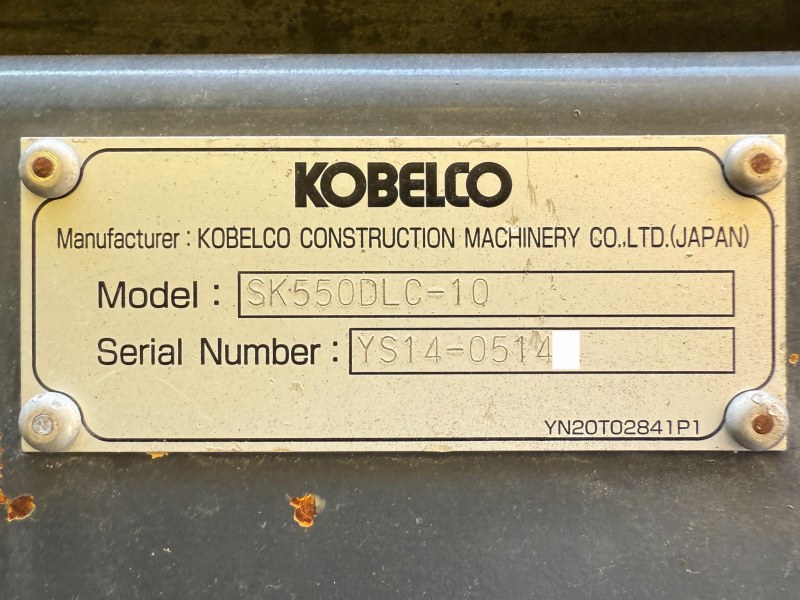 KOBELCO
Manufacturer : KOBELCO CONSTRUCTION MACHINERY CO.,LTD.(JAPAN)
Model : SK550DLC-10
Serial Number : YS14-0514
YN20T02841P1